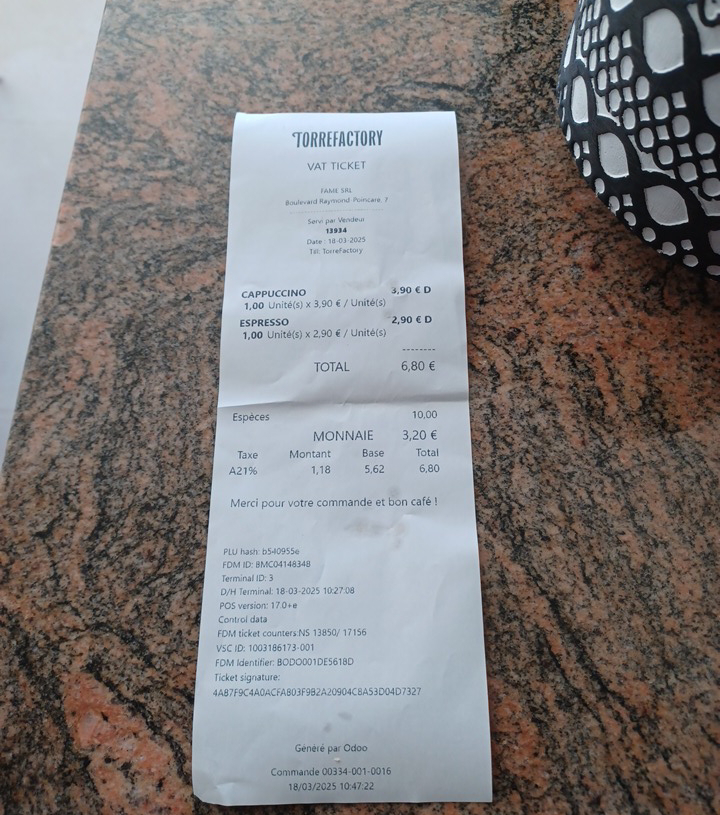 TORREFACTORY
VAT TICKET
FAME SRL
Boulevard Raymond-Poincaré, 7
Servi par Vendeur
13934
Date : 18-03-2025
Tél: Torrefactory
CAPPUCCINO 3,90 € D
1,00 Unité(s) x 3,90 € / Unité(s)
ESPRESSO 2,90 € D
1,00 Unité(s) x 2,90 € / Unité(s)
--------
TOTAL 6,80 €
Espèces 10,00
MONNAIE 3,20 €
Taxe Montant Base Total
A21% 1,18 5,62 6,80
Merci pour votre commande et bon café !
PLU hash: b540955e
FDM ID: BMC04148348
Terminal ID: 3
D/H Terminal: 18-03-2025 10:27:08
POS version: 17.0+e
Control data
FDM ticket counters:NS 13850/ 17156
VSC ID: 1003186173-001
FDM Identifier: BODO001DE5618D
Ticket signature:
4A87F9C4A0ACFAB03F9B2A20904C8A53D04D7327
Généré par Odoo
Commande 00334-001-0016
18/03/2025 10:47:22